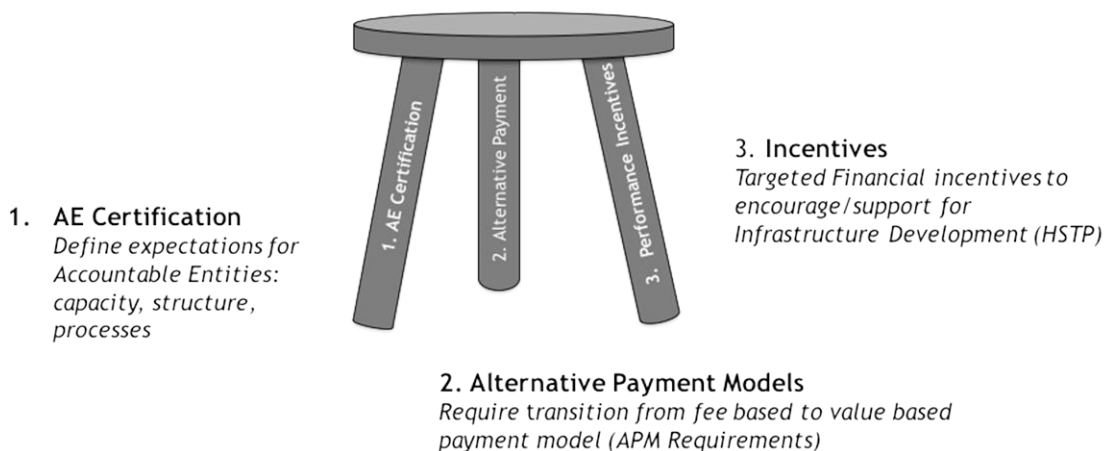 1. AE Certification
2. Alternative Payment
3. Performance Incentives
1. AE Certification
Define expectations for
Accountable Entities:
capacity, structure,
processes
3. Incentives
Targeted Financial incentives to
encourage/support for
Infrastructure Development (HSTP)
2. Alternative Payment Models
Require transition from fee based to value based
payment model (APM Requirements)